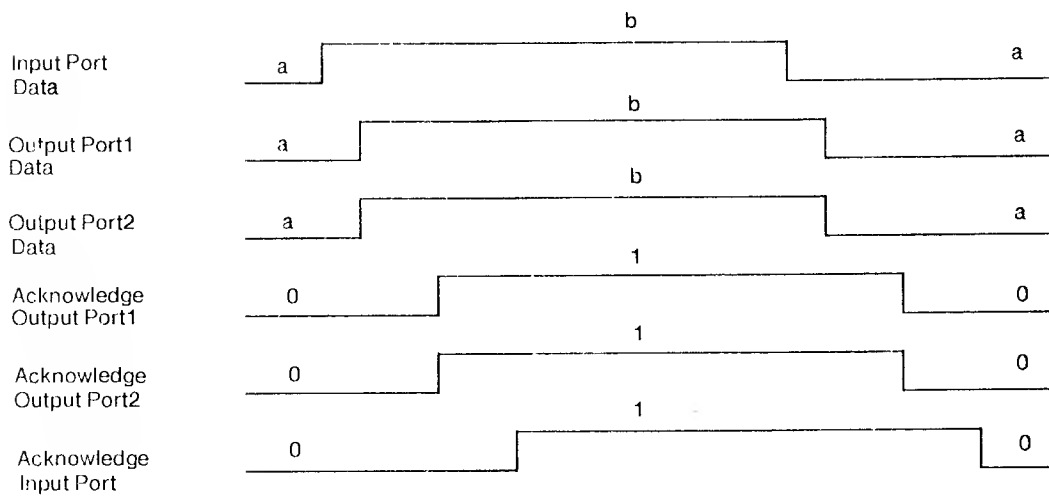 b
Input Port a a
Data
b
Output Port1 a a
Data
b
Output Port2 a a
Data
1
Acknowledge 0 0
Output Port1
1
Acknowledge 0 0
Output Port2
1
Acknowledge 0 0
Input Port